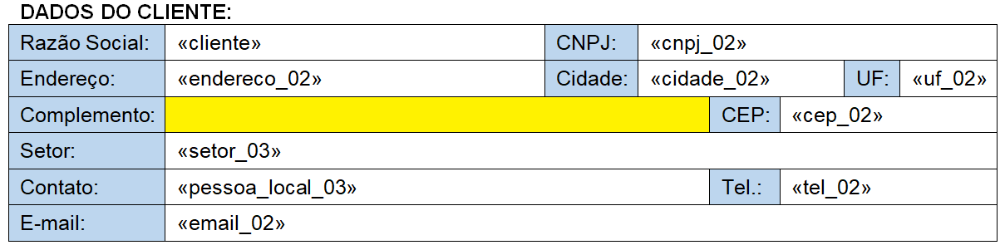 DADOS DO CLIENTE:
Razão Social: «cliente» CNPJ: «cnpj_02»
Endereço: «endereco_02» Cidade: «cidade_02» UF: «uf_02»
Complemento: CEP: «cep_02»
Setor: «setor_03»
Contato: «pessoa_local_03» Tel.: «tel_02»
E-mail: «email_02»